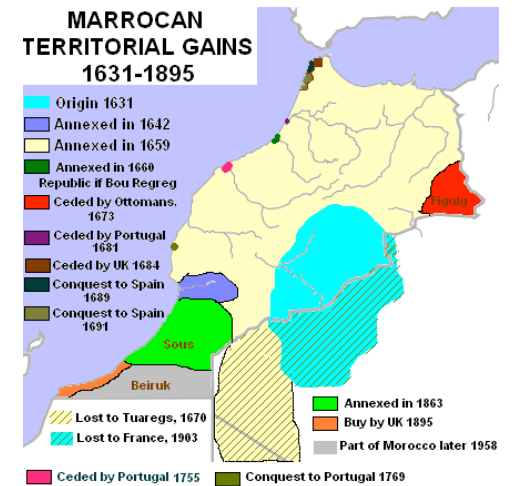 MARROCAN
TERRITORIAL GAINS
1631-1895
Origin 1631
Annexed in 1642
Annexed in 1659
Annexed in 1660
Republic if Bou Regreg
Ceded by Ottomans.
1673
Ceded by Portugal
1681
Ceded by UK 1684
Conquest to Spain
1689
Conquest to Spain
1691
Figuig
Sous
Beiruk
Lost to Tuaregs, 1670
Lost to France, 1903
Annexed in 1863
Buy by UK 1895
Part of Morocco later 1958
Ceded by Portugal 1755
Conquest to Portugal 1769